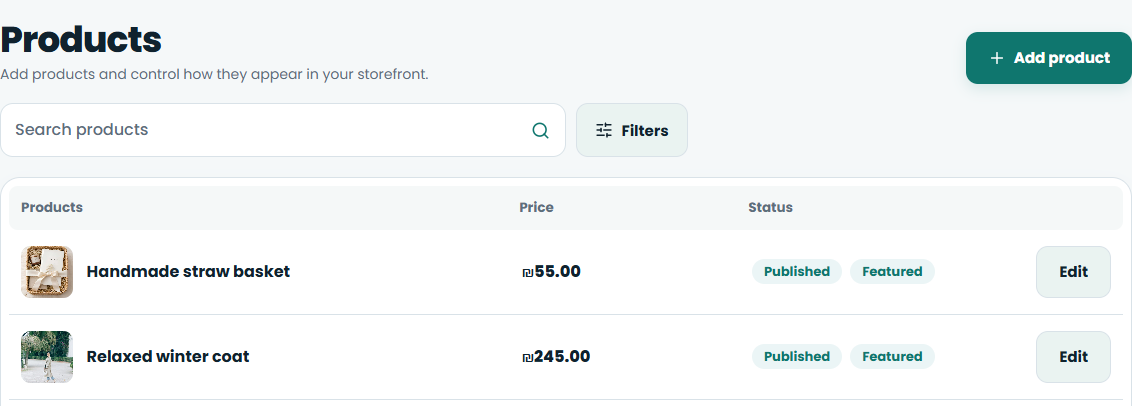 Products
Add products and control how they appear in your storefront.
+ Add product
Search products
Filters
Products Price Status
Handmade straw basket ₪55.00 Published Featured Edit
Relaxed winter coat ₪245.00 Published Featured Edit